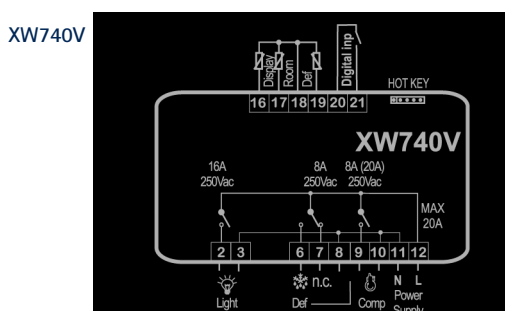 XW740V
Display
Room
Def
Digital inp
16 17 18 19 20 21
HOT KEY
XW740V
16A
250Vac
8A
250Vac
8A (20A)
250Vac
MAX
20A
2 3 6 7 8 9 10 11 12
n.c. N L
Light Def Comp Power
Supply